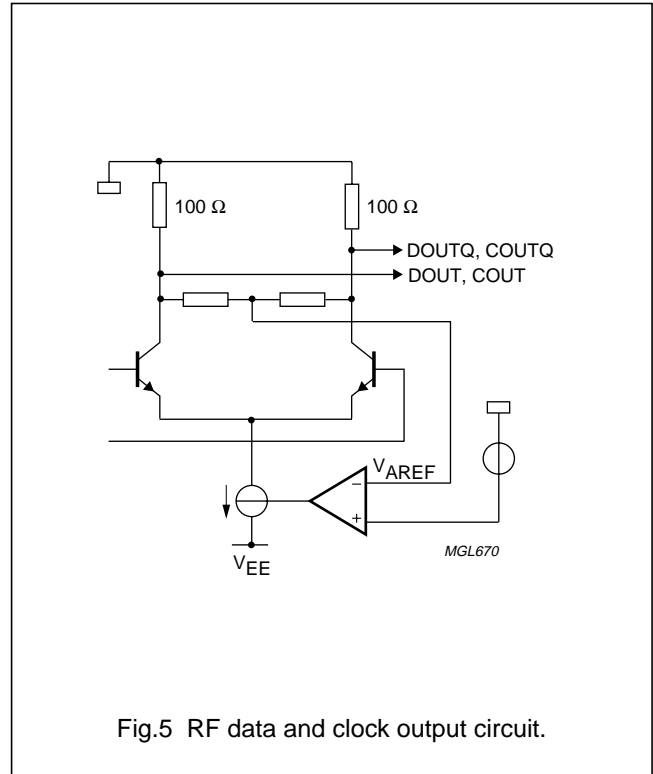 100 Ω 100 Ω
DOUTQ, COUTQ
DOUT, COUT
VAREF
−
+
MGL670
VEE
Fig.5 RF data and clock output circuit.